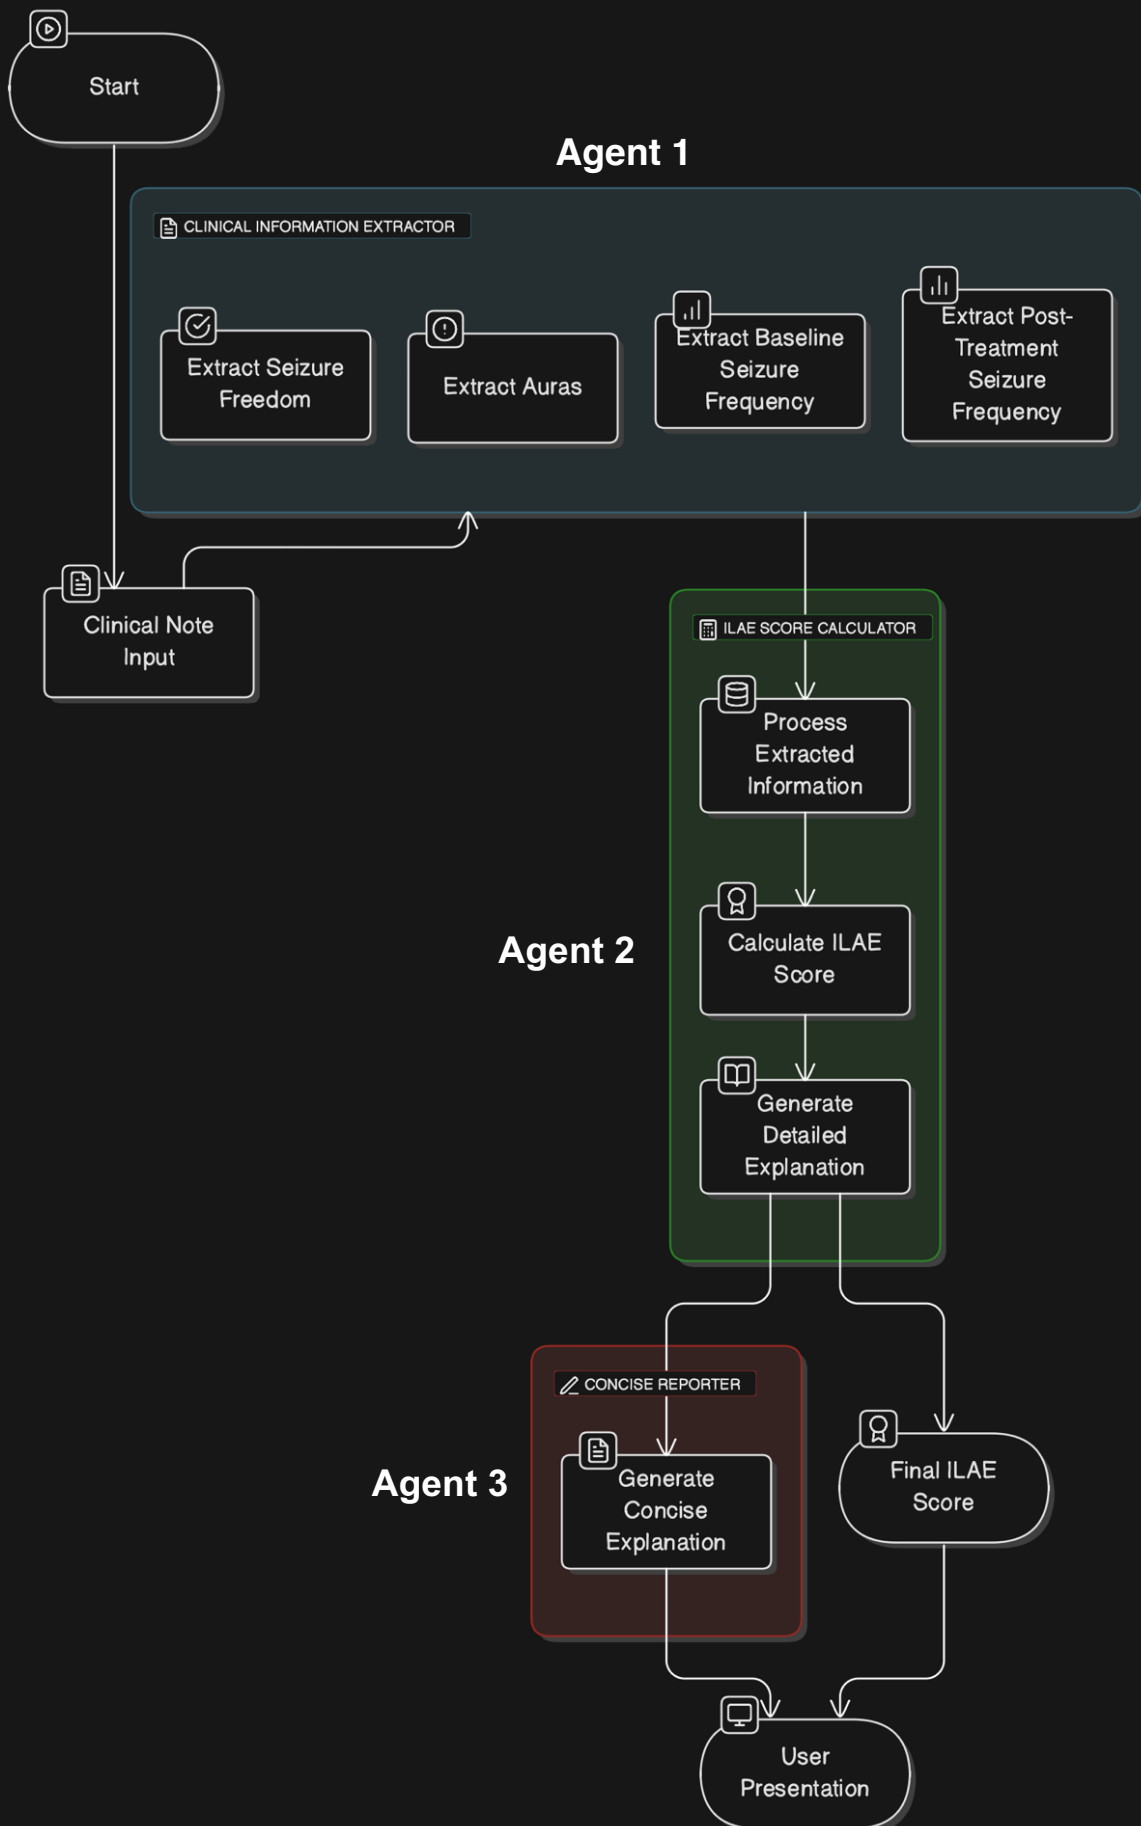 Start
Agent 1
CLINICAL INFORMATION EXTRACTOR
Extract Seizure
Freedom
Extract Auras
Extract Baseline
Seizure
Frequency
Extract Post-
Treatment
Seizure
Frequency
Clinical Note
Input
ILAE SCORE CALCULATOR
Process
Extracted
Information
Agent 2
Calculate ILAE
Score
Generate
Detailed
Explanation
CONCISE REPORTER
Agent 3
Generate
Concise
Explanation
Final ILAE
Score
User
Presentation